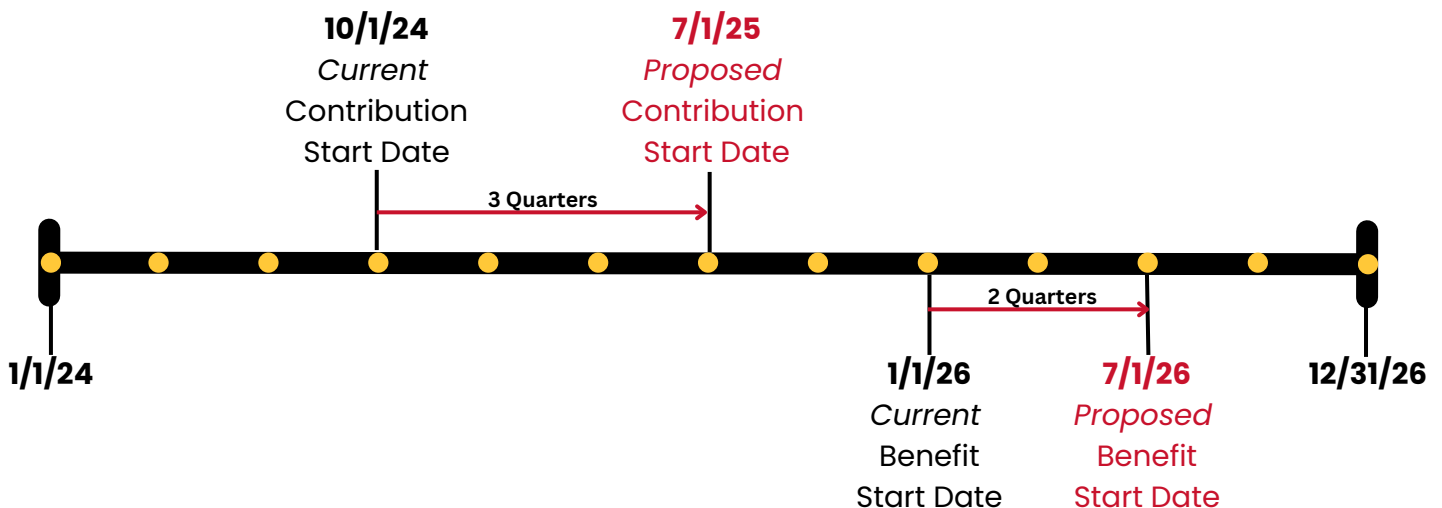 10/1/24
Current
Contribution
Start Date
7/1/25
Proposed
Contribution
Start Date
3 Quarters
2 Quarters
1/1/24
1/1/26
Current
Benefit
Start Date
7/1/26
Proposed
Benefit
Start Date
12/31/26